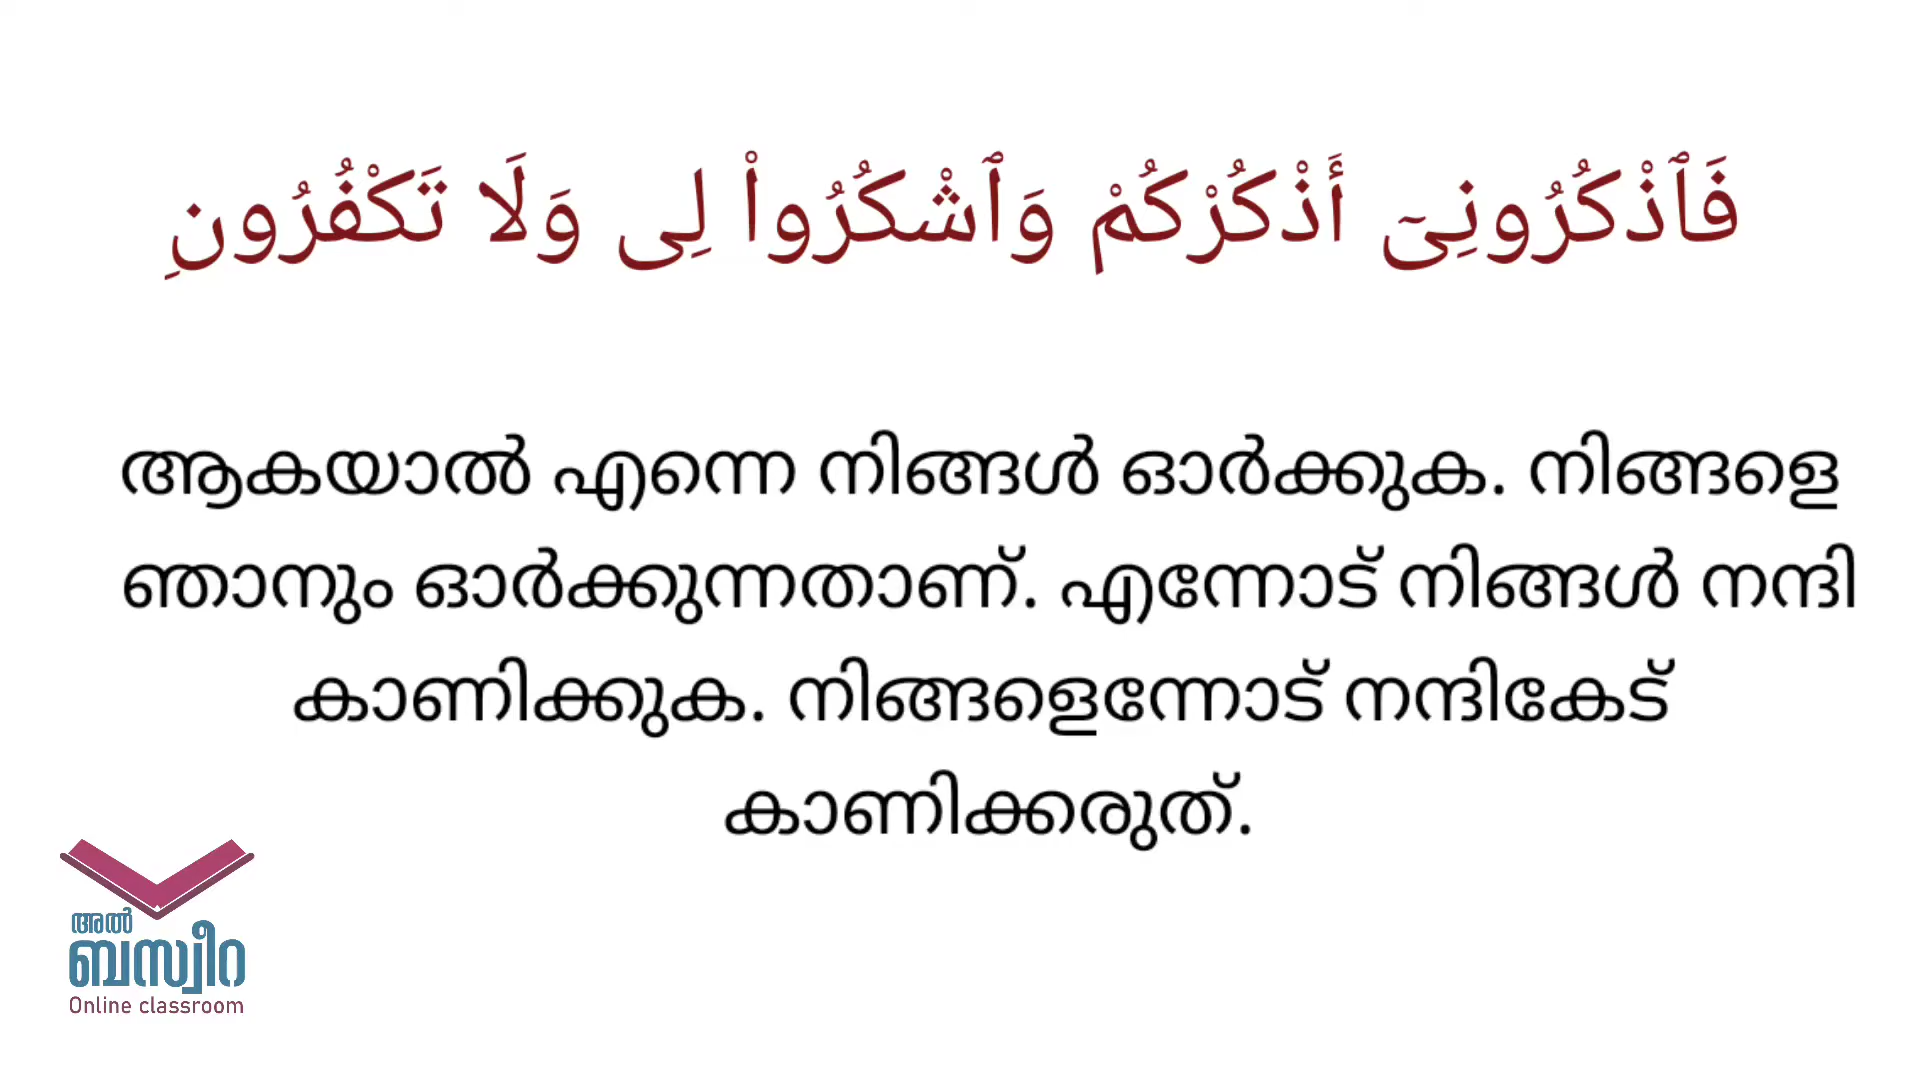 فَٱذْكُرُونِىٓ أَذْكُرْكُمْ وَٱشْكُرُوا۟ لِى وَلَا تَكْفُرُونِ
ആകയാൽ എന്നെ നിങ്ങൾ ഓർക്കുക. നിങ്ങളെ
ഞാനും ഓർക്കുന്നതാണ്. എന്നോട് നിങ്ങൾ നന്ദി
കാണിക്കുക. നിങ്ങളെന്നോട് നന്ദികേട്
കാണിക്കരുത്.
അൽ
ബസ്വീറ
Online classroom